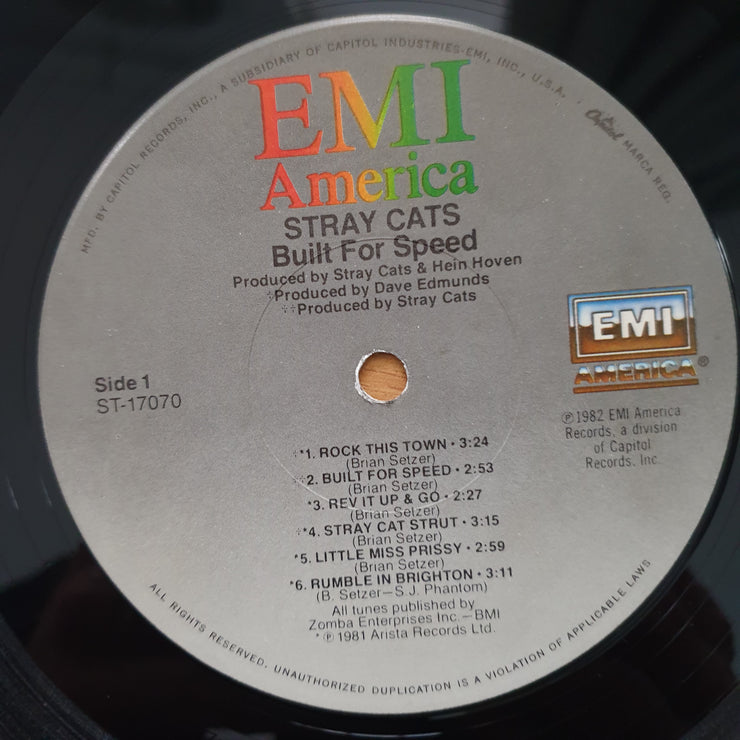 MFD. BY CAPITOL RECORDS, INC., A SUBSIDIARY OF CAPITOL INDUSTRIES-EMI, INC., U.S.A.
Capitol MARCA REG.
EMI
America
STRAY CATS
Built For Speed
Produced by Stray Cats & Hein Hoven
÷Produced by Dave Edmunds
÷÷Produced by Stray Cats
EMI
AMERICA®
Side 1
ST-17070
℗ 1982 EMI America
Records, a division
of Capitol
Records, Inc.
÷*1. ROCK THIS TOWN • 3:24
(Brian Setzer)
÷÷2. BUILT FOR SPEED • 2:53
(Brian Setzer)
*3. REV IT UP & GO • 2:27
(Brian Setzer)
÷*4. STRAY CAT STRUT • 3:15
(Brian Setzer)
*5. LITTLE MISS PRISSY • 2:59
(Brian Setzer)
*6. RUMBLE IN BRIGHTON • 3:11
(B. Setzer—S.J. Phantom)
All tunes published by
Zomba Enterprises Inc.—BMI
* ℗ 1981 Arista Records Ltd.
ALL RIGHTS RESERVED. UNAUTHORIZED DUPLICATION IS A VIOLATION OF APPLICABLE LAWS